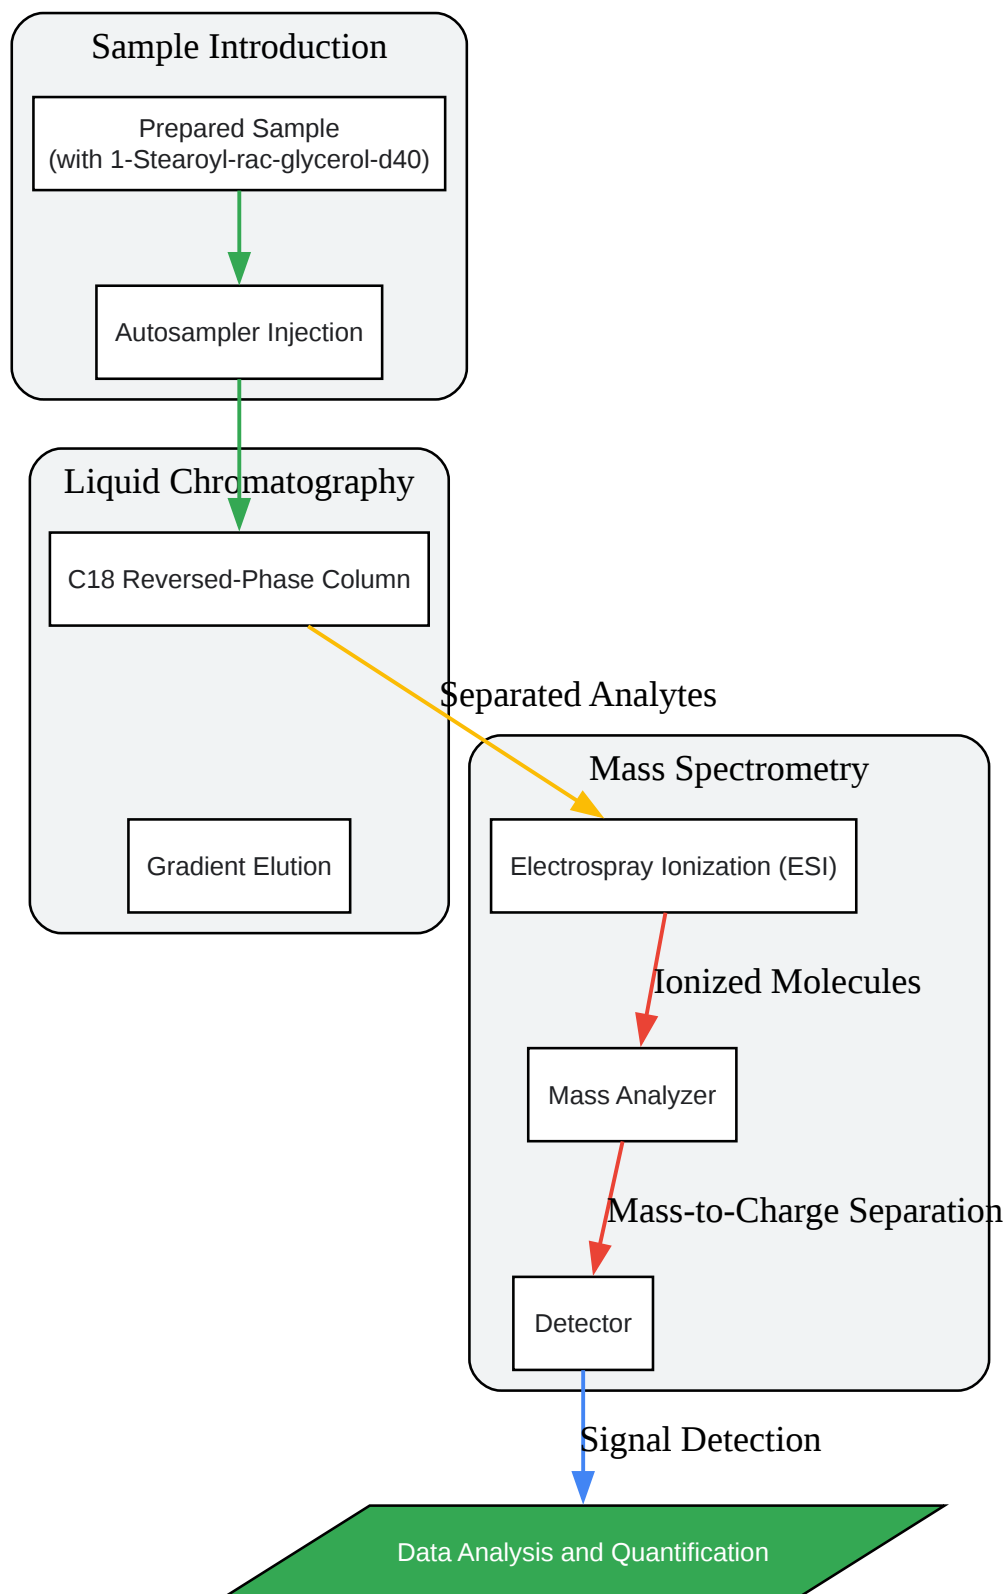 Sample Introduction
Prepared Sample
(with 1-Stearoyl-rac-glycerol-d40)
Autosampler Injection
Liquid Chromatography
C18 Reversed-Phase Column
Separated Analytes
Mass Spectrometry
Gradient Elution
Electrospray Ionization (ESI)
Ionized Molecules
Mass Analyzer
Mass-to-Charge Separation
Detector
Signal Detection
Data Analysis and Quantification